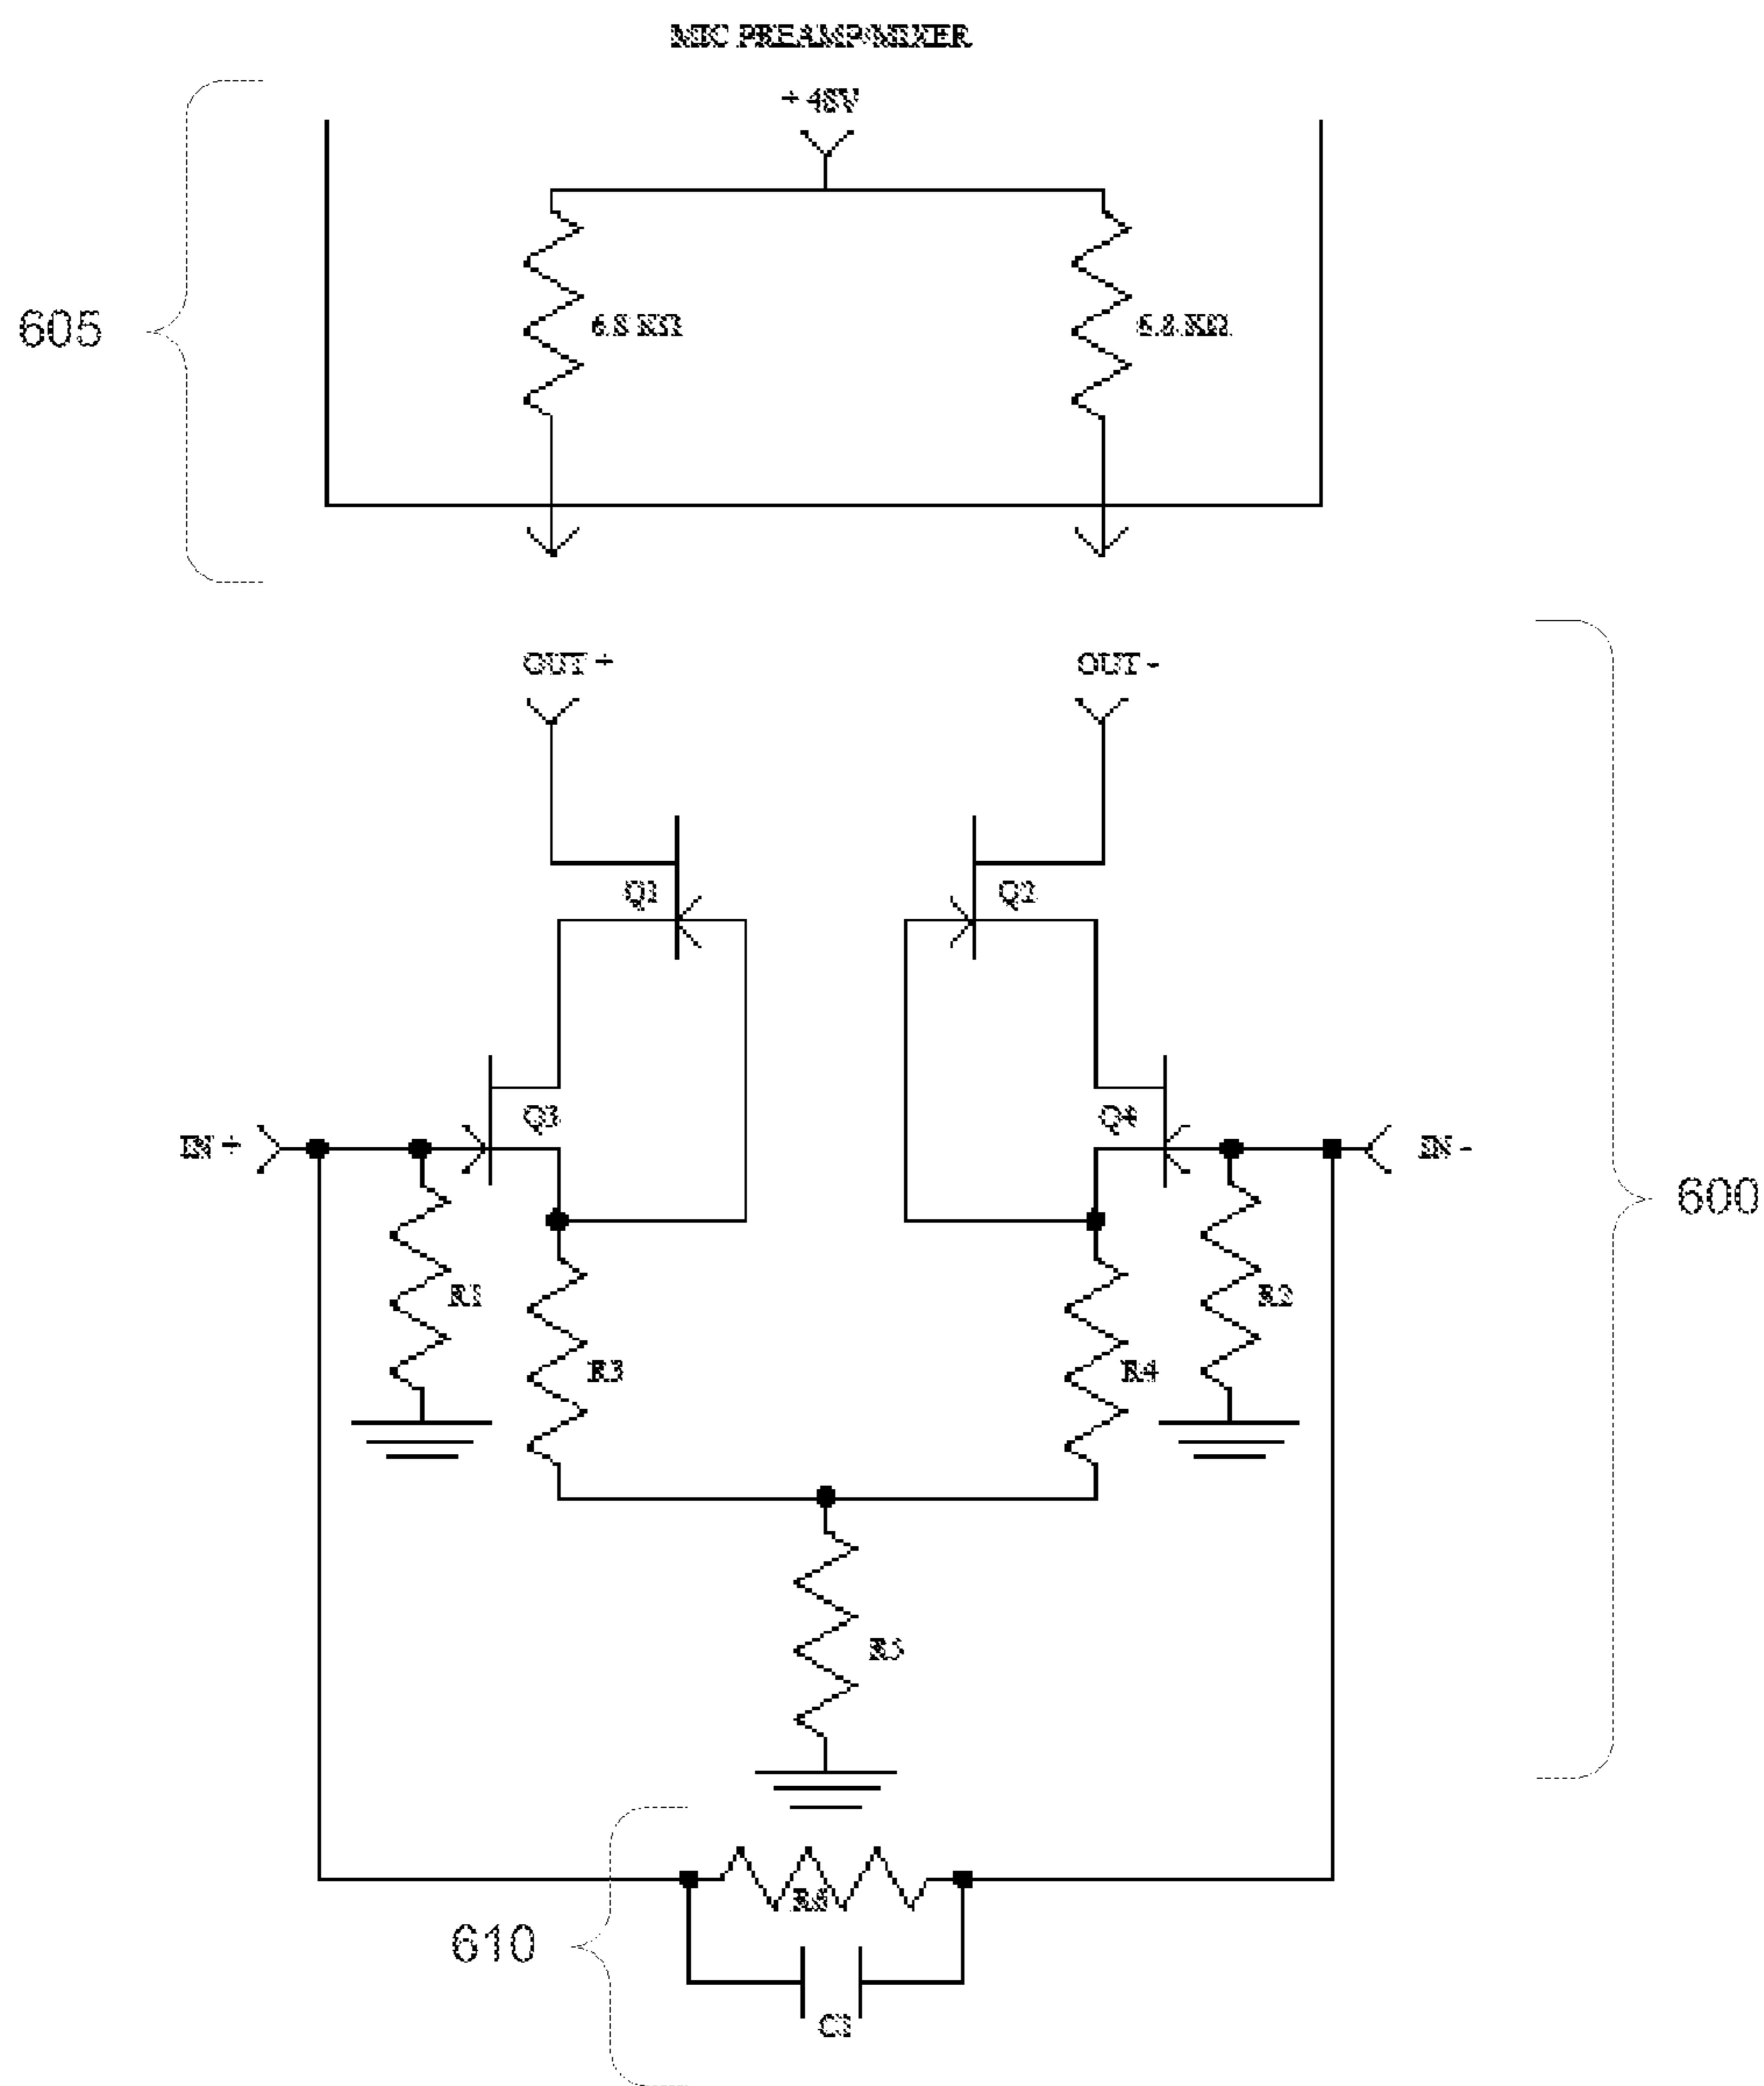 MIC PREAMP/MIXER
+ 48V
605
6.8 KΩ
6.8 KΩ
OUT +
OUT -
Q1
Q2
Q3
Q4
IN +
IN -
600
R1
R2
R3
R4
R5
R6
610
C1